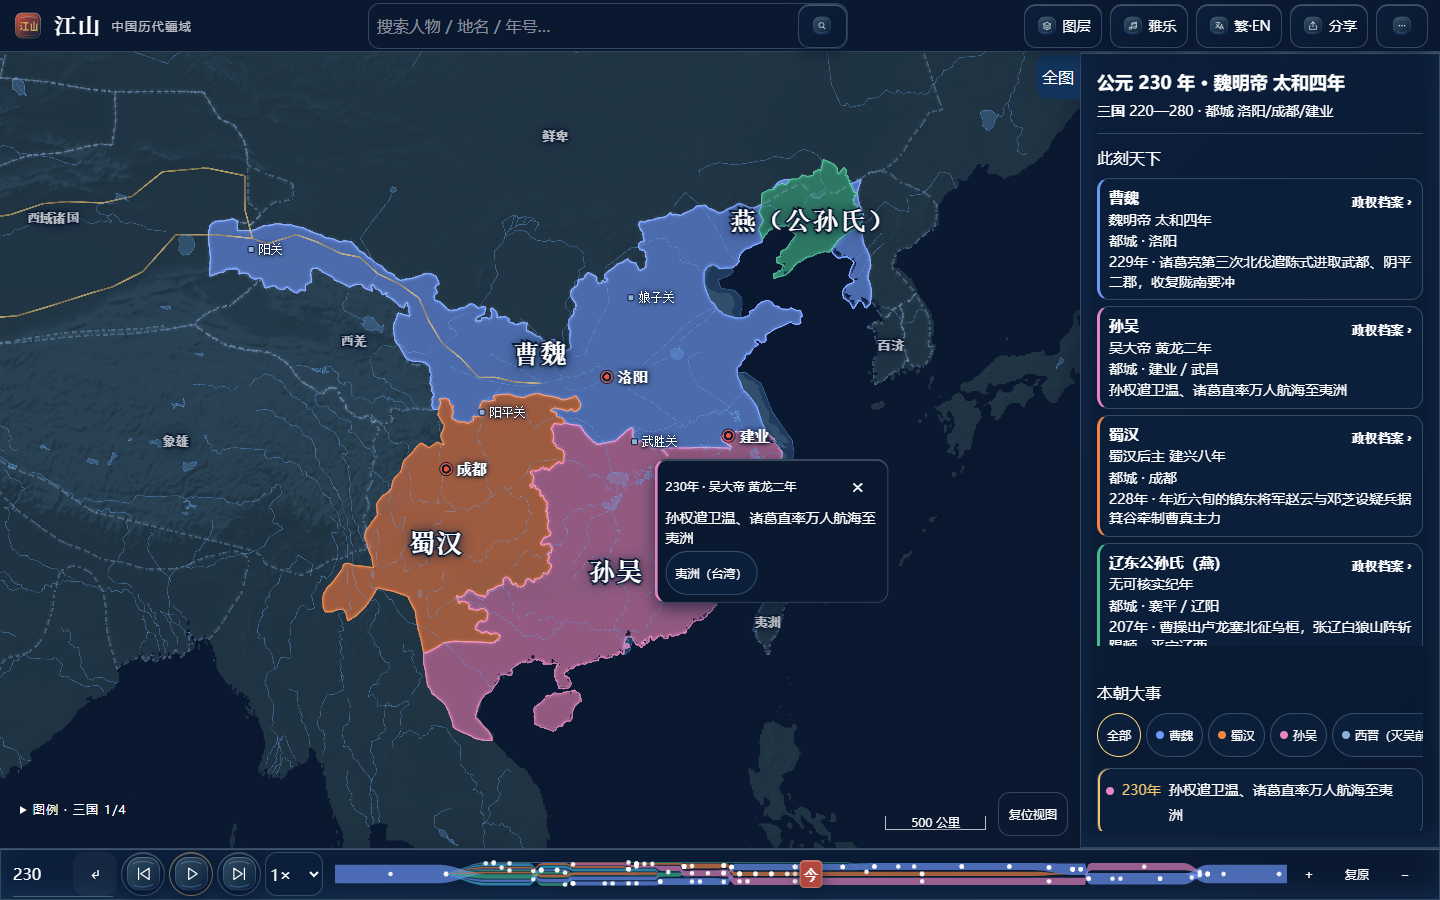 江山
江山 中国历代疆域
搜索人物 / 地名 / 年号...
图层
雅乐
繁·EN
分享
全图
鲜卑
西域诸国
阳关
西羌
象雄
燕（公孙氏）
娘子关
曹魏
洛阳
百济
阳平关
武胜关
建业
成都
蜀汉
孙吴
夷洲
230年 · 吴大帝 黄龙二年
×
孙权遣卫温、诸葛直率万人航海至
夷洲
夷洲（台湾）
公元 230 年 • 魏明帝 太和四年
三国 220—280 · 都城 洛阳/成都/建业
此刻天下
曹魏
政权档案 ›
魏明帝 太和四年
都城 · 洛阳
229年 · 诸葛亮第三次北伐遣陈式进取武都、阴平
二郡，收复陇南要冲
孙吴
政权档案 ›
吴大帝 黄龙二年
都城 · 建业 / 武昌
孙权遣卫温、诸葛直率万人航海至夷洲
蜀汉
政权档案 ›
蜀汉后主 建兴八年
都城 · 成都
228年 · 年近六旬的镇东将军赵云与邓芝设疑兵据
箕谷牵制曹真主力
辽东公孙氏（燕）
政权档案 ›
无可核实纪年
都城 · 襄平 / 辽阳
207年 · 曹操出卢龙塞北征乌桓，张辽白狼山阵斩
本朝大事
全部
曹魏
蜀汉
孙吴
西晋（灭吴前
230年 孙权遣卫温、诸葛直率万人航海至夷
洲
▶ 图例 · 三国 1/4
500 公里
复位视图
230
1×
今
+
复原
−